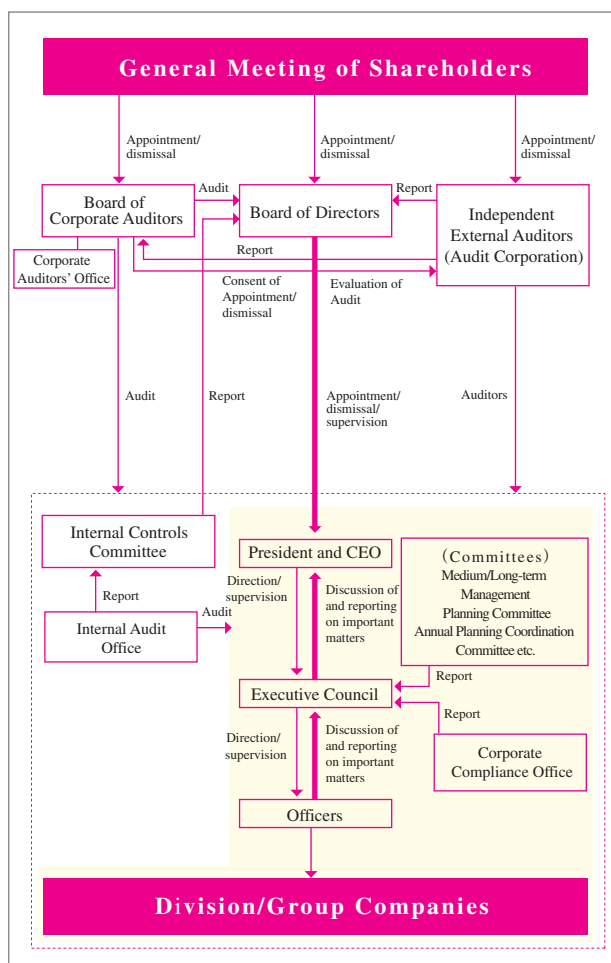 General Meeting of Shareholders
Appointment/
dismissal
Appointment/
dismissal
Appointment/
dismissal
Board of
Corporate Auditors
Audit
Board of Directors
Report
Independent
External Auditors
(Audit Corporation)
Corporate
Auditors' Office
Report
Consent of
Appointment/
dismissal
Evaluation of
Audit
Audit
Report
Appointment/
dismissal/
supervision
Auditors
Internal Controls
Committee
President and CEO
(Committees)
Medium/Long-term
Management
Planning Committee
Annual Planning Coordination
Committee etc.
Report
Internal Audit
Office
Audit
Direction/
supervision
Discussion of
and reporting
on important
matters
Report
Executive Council
Report
Direction/
supervision
Discussion of
and reporting
on important
matters
Corporate
Compliance Office
Officers
Division/Group Companies